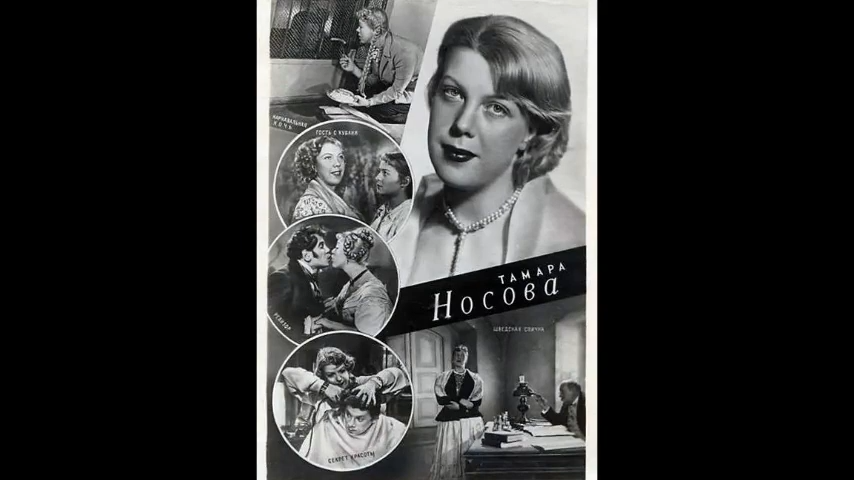 КАРНАВАЛЬНАЯ
НОЧЬ
ГОСТЬ С КУБАНИ
РЕВИЗОР
СЕКРЕТ КРАСОТЫ
ТАМАРА
Носова
ШВЕДСКАЯ СПИЧКА